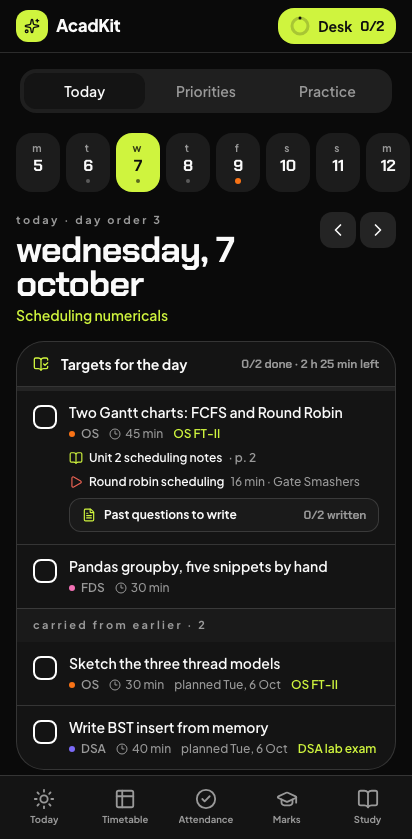 AcadKit
Desk 0/2
Today Priorities Practice
m t w t f s s m
5 6 7 8 9 10 11 12
today · day order 3
wednesday, 7
october
Scheduling numericals
Targets for the day 0/2 done · 2 h 25 min left
Two Gantt charts: FCFS and Round Robin
OS 45 min OS FT-II
Unit 2 scheduling notes · p. 2
Round robin scheduling 16 min · Gate Smashers
Past questions to write 0/2 written
Pandas groupby, five snippets by hand
FDS 30 min
carried from earlier · 2
Sketch the three thread models
OS 30 min planned Tue, 6 Oct OS FT-II
Write BST insert from memory
DSA 40 min planned Tue, 6 Oct DSA lab exam
Today Timetable Attendance Marks Study